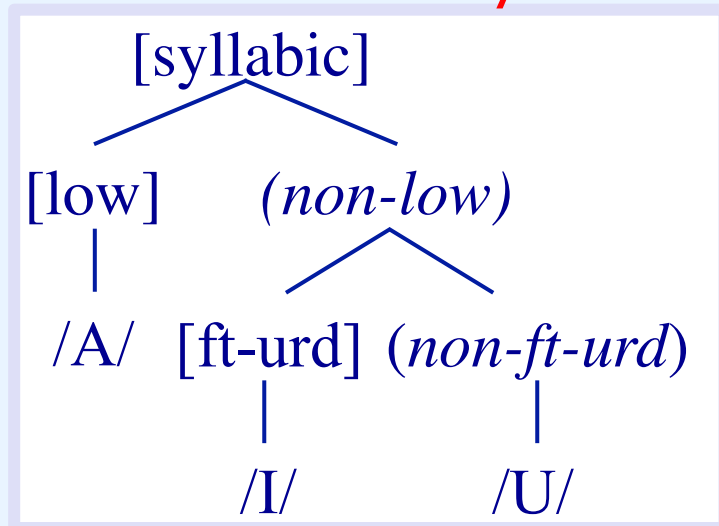 [syllabic]
[low] (non-low)
/A/ [ft-urd] (non-ft-urd)
/I/ /U/